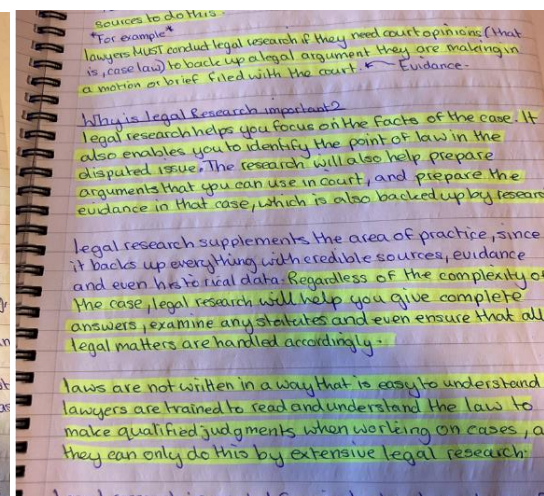 sources to do this.
*For example*
lawyers MUST conduct legal research if they need court opinions (that
is, case law) to back up a legal argument they are making in
a motion or brief filed with the court. ← Evidance-
Why is legal Research important?
legal research helps you focus on the facts of the case. It
also enables you to identify the point of law in the
disputed issue. The research will also help prepare
arguments that you can use in court, and prepare the
evidance in that case, which is also backed up by researc
legal research supplements the area of practice, since
it backs up everything with credible sources, evidance
and even historical data. Regardless of the complexity of
the case, legal research will help you give complete
answers, examine any statates and even ensure that all
legal matters are handled accordingly.
laws are not written in a way that is easy to understand
lawyers are trained to read and understand the law to
make qualified judgments when working on cases, a
they can only do this by extensive legal research.